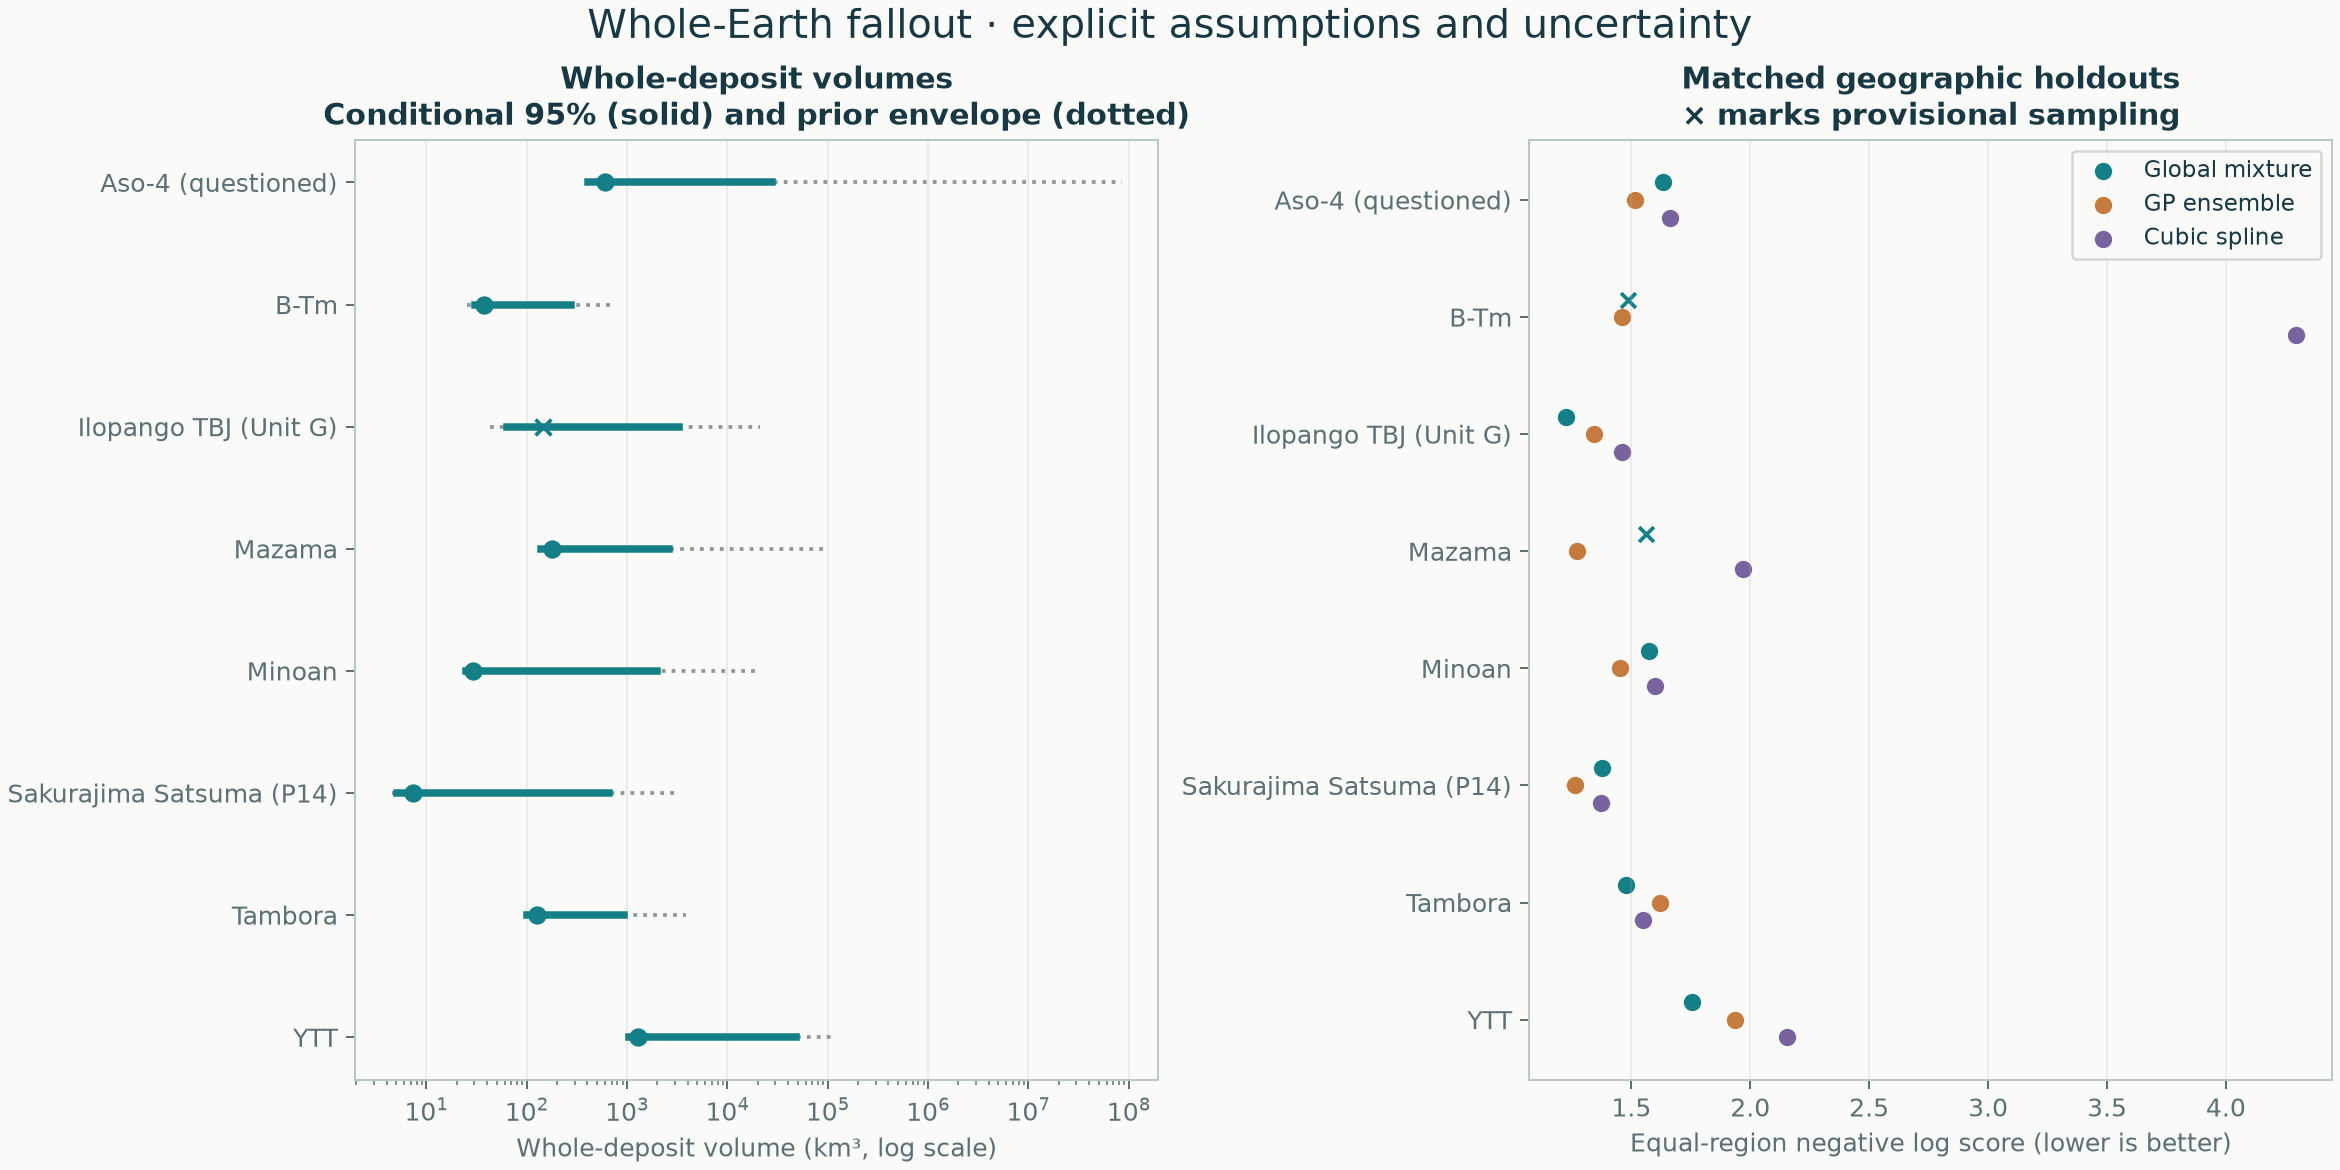 Whole-Earth fallout · explicit assumptions and uncertainty
Whole-deposit volumes
Conditional 95% (solid) and prior envelope (dotted)
Aso-4 (questioned)
B-Tm
Ilopango TBJ (Unit G)
Mazama
Minoan
Sakurajima Satsuma (P14)
Tambora
YTT
10¹ 10² 10³ 10⁴ 10⁵ 10⁶ 10⁷ 10⁸
Whole-deposit volume (km³, log scale)
Matched geographic holdouts
× marks provisional sampling
Global mixture
GP ensemble
Cubic spline
Aso-4 (questioned)
B-Tm
Ilopango TBJ (Unit G)
Mazama
Minoan
Sakurajima Satsuma (P14)
Tambora
YTT
1.5 2.0 2.5 3.0 3.5 4.0
Equal-region negative log score (lower is better)